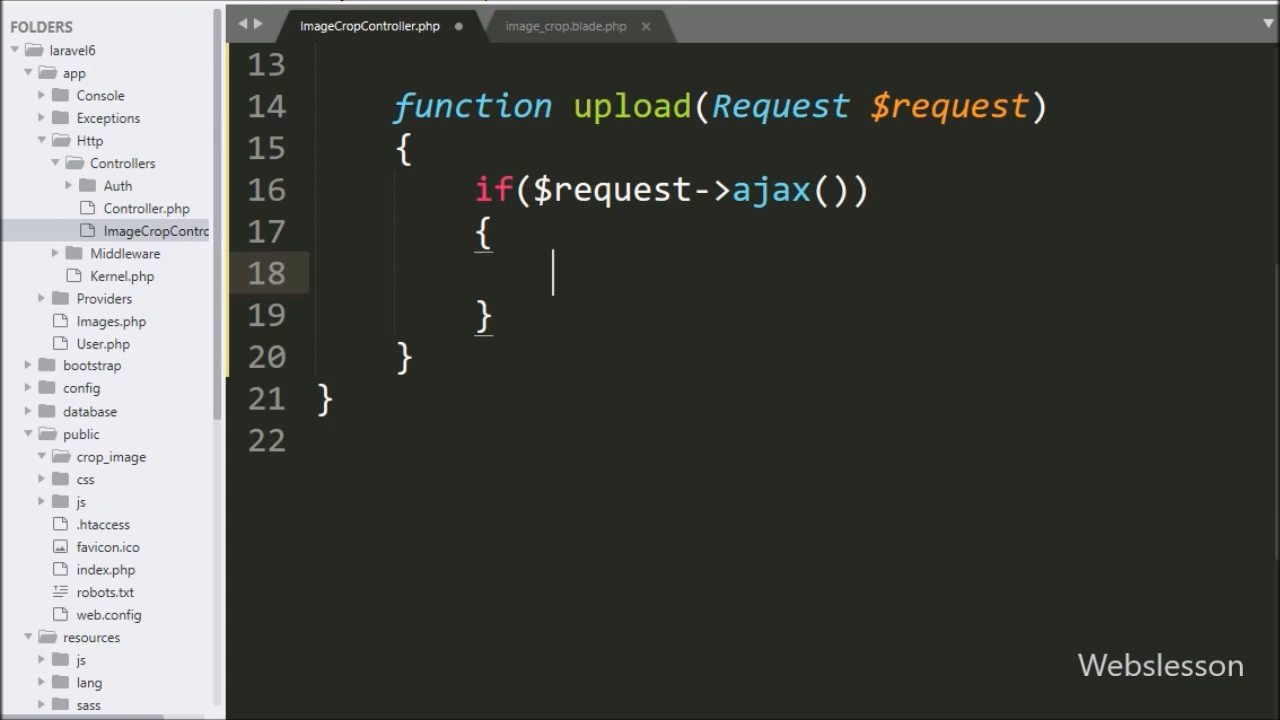 FOLDERS
laravel6
app
Console
Exceptions
Http
Controllers
Auth
Controller.php
ImageCropContrc
Middleware
Kernel.php
Providers
Images.php
User.php
bootstrap
config
database
public
crop_image
css
js
.htaccess
favicon.ico
index.php
robots.txt
web.config
resources
js
lang
sass
ImageCropController.php
image_crop.blade.php
13
14 function upload(Request $request)
15 {
16 if($request->ajax())
17 {
18
19 }
20 }
21 }
22
Webslesson